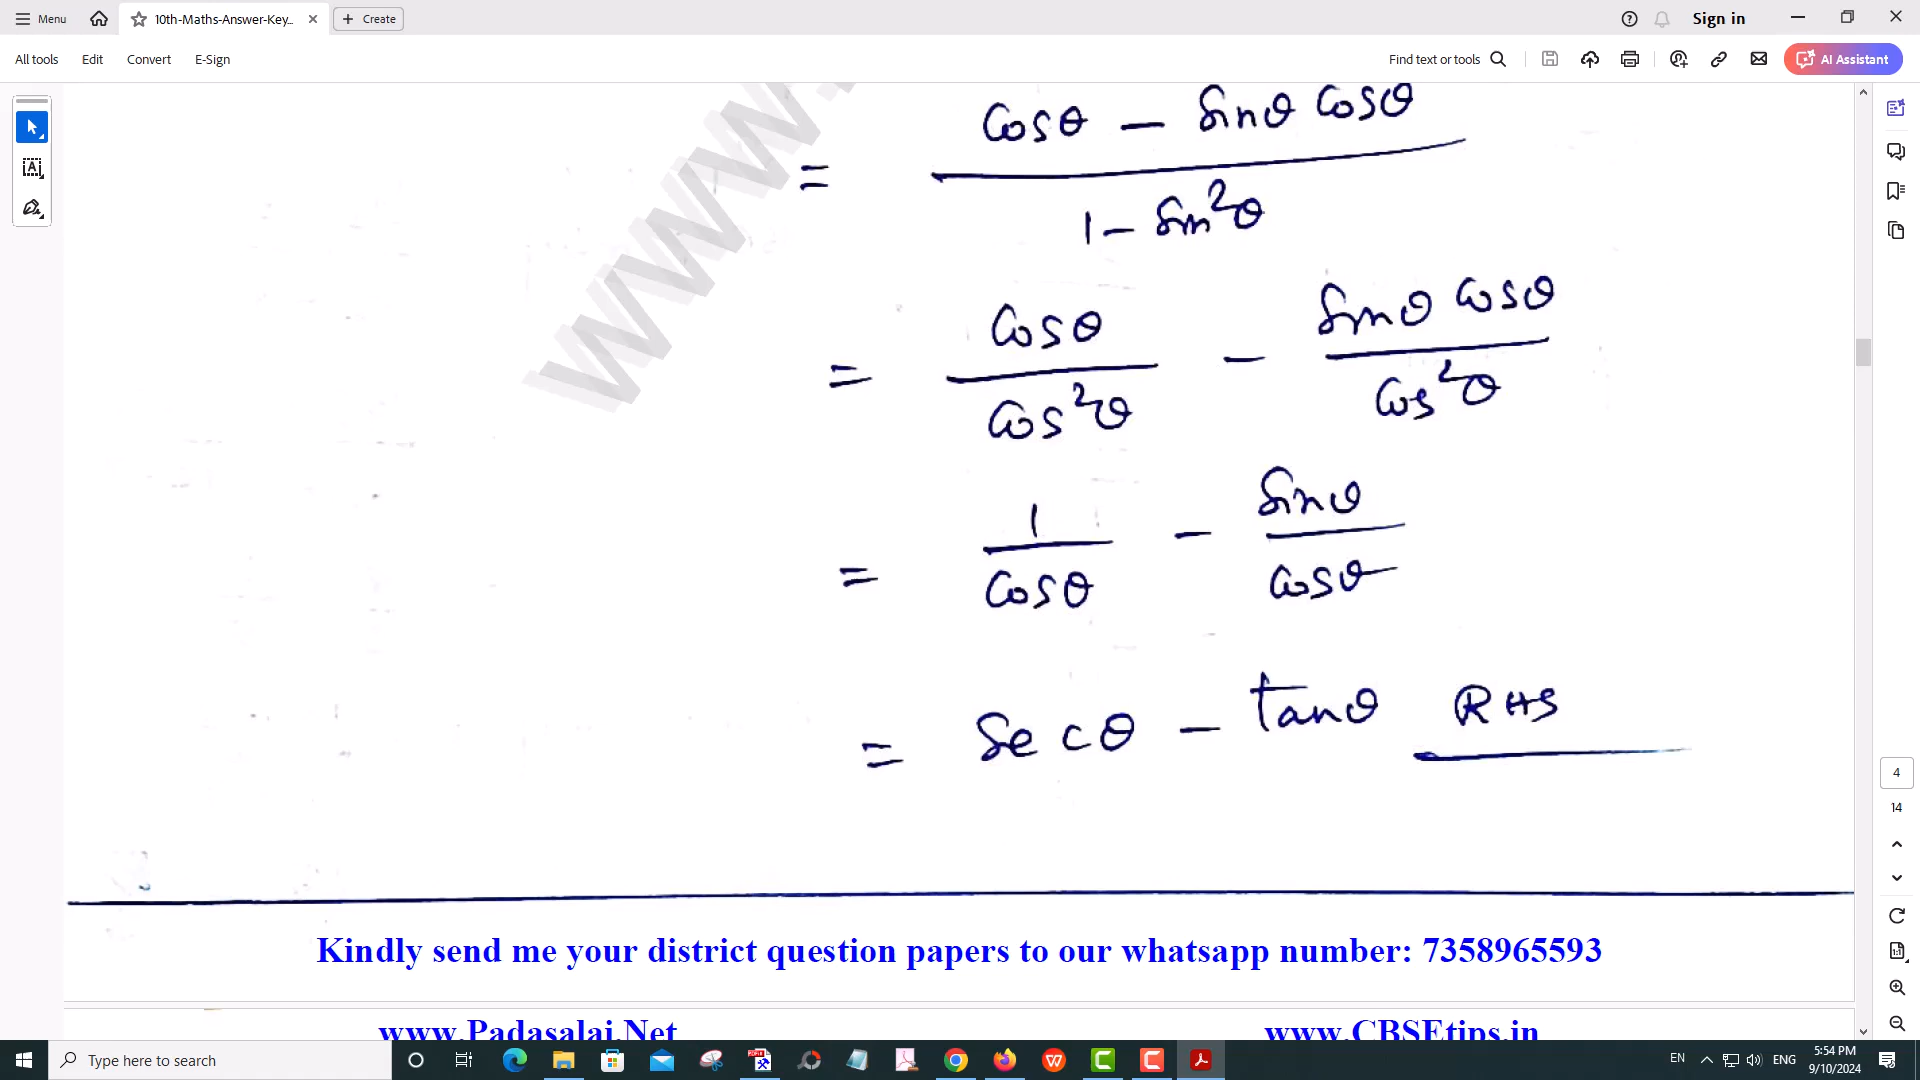 Menu 10th-Maths-Answer-Key... Create Sign in
All tools Edit Convert E-Sign Find text or tools AI Assistant
www.
Cosθ - Sinθ Cosθ
=
1 - Sin²θ
Cosθ Sinθ Cosθ
= -
Cos²θ Cos²θ
1 Sinθ
= -
Cosθ Cosθ
= Secθ - tanθ RHS
4
14
Kindly send me your district question papers to our whatsapp number: 7358965593
www.Padasalai.Net www.CBSEtips.in
Type here to search EN ENG 5:54 PM
9/10/2024